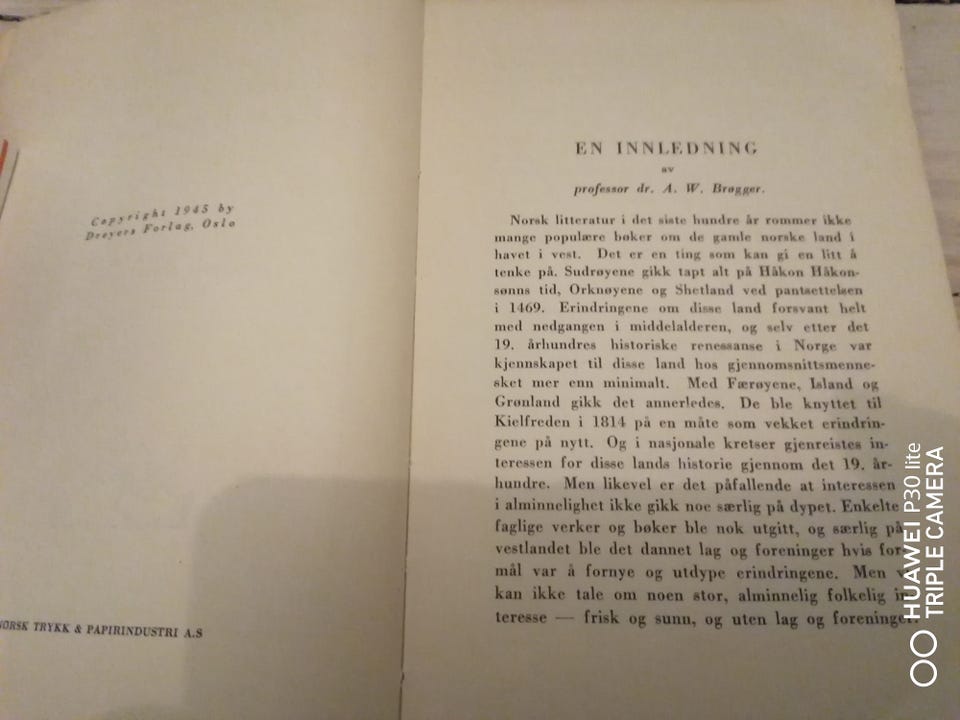 Copyright 1945 by
Dreyers Forlag, Oslo
NORSK TRYKK & PAPIRINDUSTRI A.S
EN INNLEDNING
av
professor dr. A. W. Brøgger.
Norsk litteratur i det siste hundre år rommer ikke
mange populære bøker om de gamle norske land i
havet i vest. Det er en ting som kan gi en litt å
tenke på. Sudrøyene gikk tapt alt på Håkon Håkon-
sønns tid, Orknøyene og Shetland ved pantsettelsen
i 1469. Erindringene om disse land forsvant helt
med nedgangen i middelalderen, og selv etter det
19. århundres historiske renessanse i Norge var
kjennskapet til disse land hos gjennomsnittsmenne-
sket mer enn minimalt. Med Færøyene, Island og
Grønland gikk det annerledes. De ble knyttet til
Kielfreden i 1814 på en måte som vekket erindrin-
gene på nytt. Og i nasjonale kretser gjenreistes in-
teressen for disse lands historie gjennom det 19. år-
hundre. Men likevel er det påfallende at interessen
i alminnelighet ikke gikk noe særlig på dypet. Enkelte
faglige verker og bøker ble nok utgitt, og særlig på
vestlandet ble det dannet lag og foreninger hvis for-
mål var å fornye og utdype erindringene. Men
kan ikke tale om noen stor, alminnelig folkelig in-
teresse — frisk og sunn, og uten lag og foreninger.
HUAWEI P30 lite
TRIPLE CAMERA